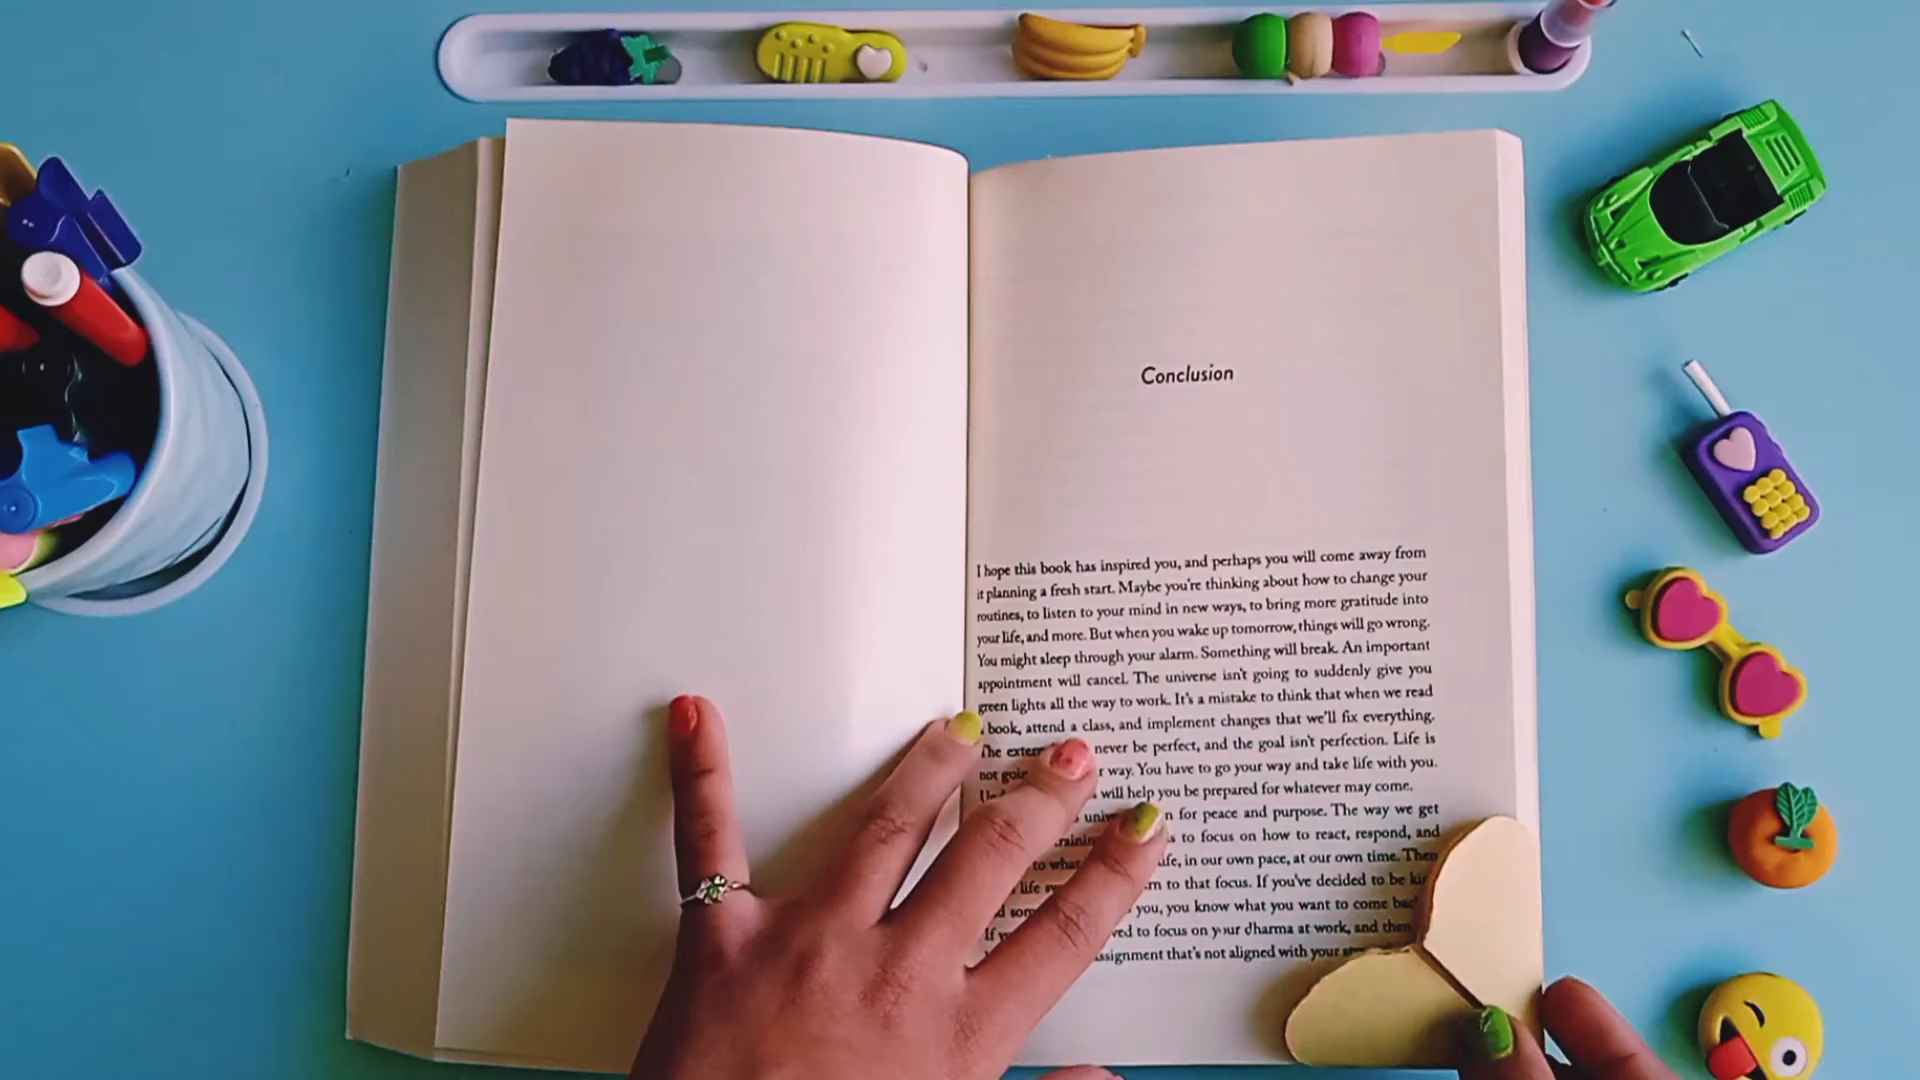 Conclusion
I hope this book has inspired you, and perhaps you will come away from
it planning a fresh start. Maybe you're thinking about how to change your
routines, to listen to your mind in new ways, to bring more gratitude into
your life, and more. But when you wake up tomorrow, things will go wrong.
You might sleep through your alarm. Something will break. An important
appointment will cancel. The universe isn't going to suddenly give you
green lights all the way to work. It's a mistake to think that when we read
book, attend a class, and implement changes that we'll fix everything.
The never be perfect, and the goal isn't perfection. Life is
not way. You have to go your way and take life with you.
will help you be prepared for whatever may come.
for peace and purpose. The way we get
to focus on how to react, respond, and
to what in our own pace, at our own time. Then
life to that focus. If you've decided to be
you, you know what you want to come
If to focus on your dharma at work, and then
that's not aligned with your